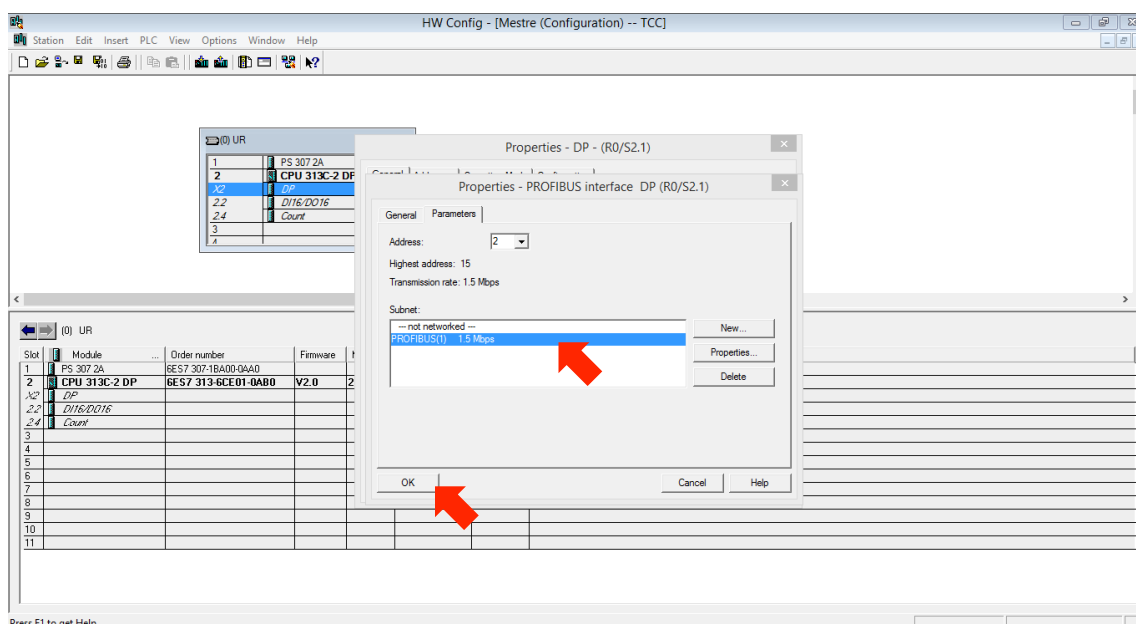 HW Config - [Mestre (Configuration) -- TCC]
Station Edit Insert PLC View Options Window Help
(0) UR
1 PS 307 2A
2 CPU 313C-2 DP
X2 DP
2.2 DI16/DO16
2.4 Count
3
4
Properties - DP - (R0/S2.1)
Properties - PROFIBUS interface DP (R0/S2.1)
General Parameters
Address: 2
Highest address: 15
Transmission rate: 1.5 Mbps
Subnet:
--- not networked ---
PROFIBUS(1) 1.5 Mbps
New...
Properties...
Delete
OK Cancel Help
(0) UR
Slot Module ... Order number Firmware
1 PS 307 2A 6ES7 307-1BA00-0AA0
2 CPU 313C-2 DP 6ES7 313-6CE01-0AB0 V2.0 2
X2 DP
2.2 DI16/DO16
2.4 Count
3
4
5
6
7
8
9
10
11
Press F1 to get Help.